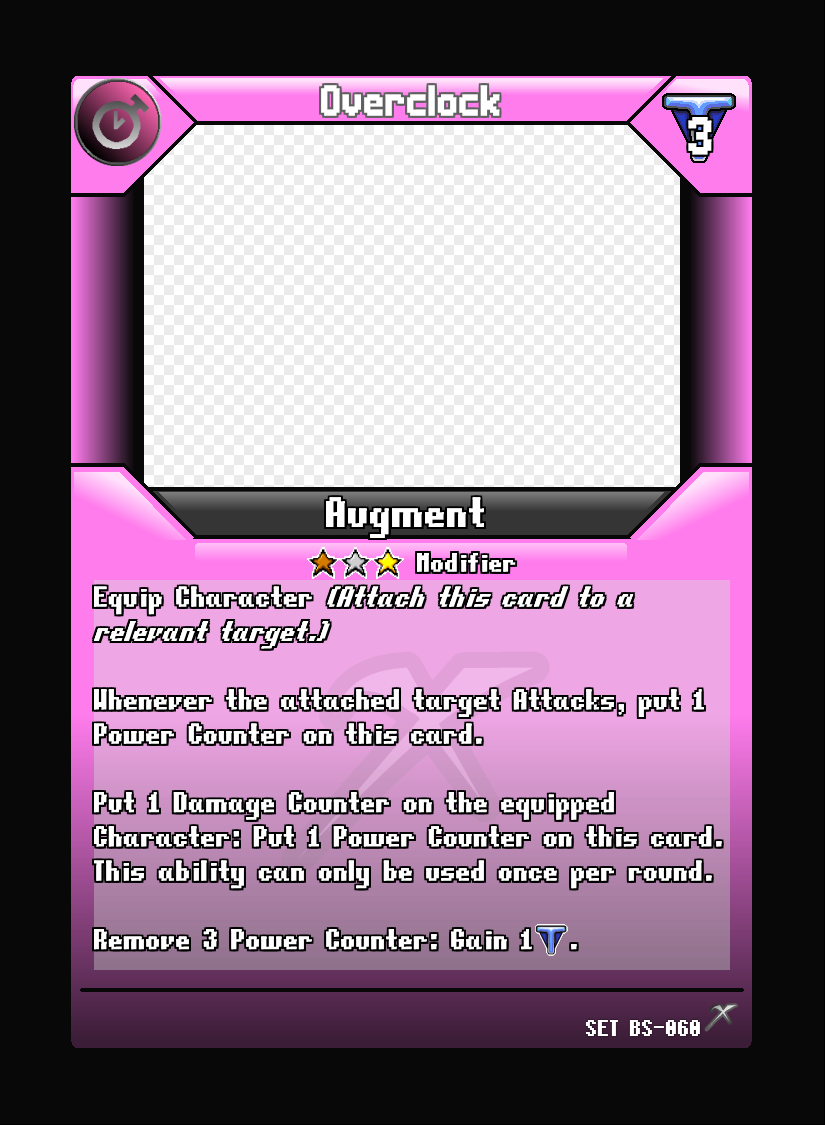 Overclock
3
Augment
Modifier
Equip Character (Attach this card to a
relevant target.)
Whenever the attached target Attacks, put 1
Power Counter on this card.
Put 1 Damage Counter on the equipped
Character: Put 1 Power Counter on this card.
This ability can only be used once per round.
Remove 3 Power Counter: Gain 1T.
SET BS-060